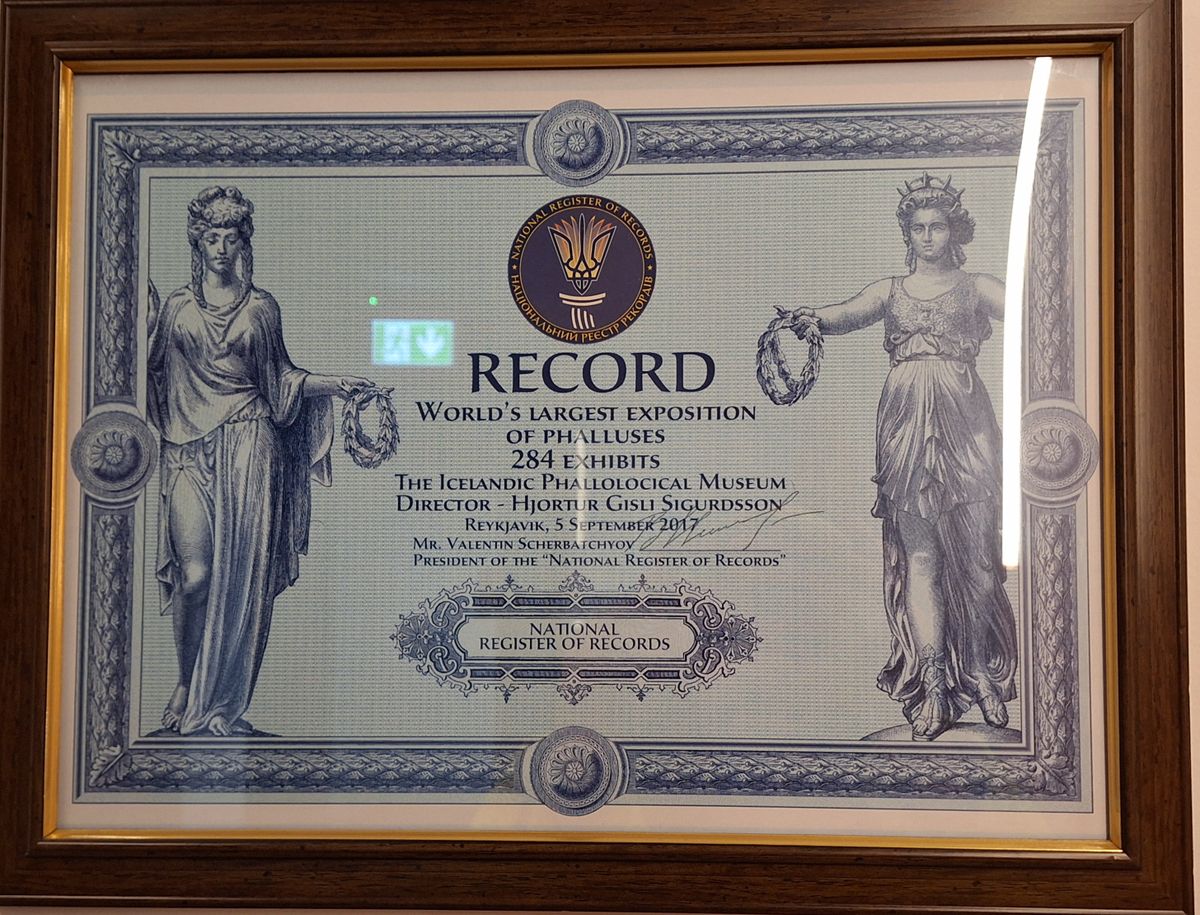 NATIONAL REGISTER OF RECORDS
НАЦІОНАЛЬНИЙ РЕЄСТР РЕКОРДІВ
RECORD
WORLD'S LARGEST EXPOSITION
OF PHALLUSES
284 EXHIBITS
THE ICELANDIC PHALLOLOCICAL MUSEUM
DIRECTOR - HJORTUR GISLI SIGURDSSON
REYKJAVIK, 5 SEPTEMBER 2017
MR. VALENTIN SCHERBATCHYOV
PRESIDENT OF THE "NATIONAL REGISTER OF RECORDS"
NATIONAL
REGISTER OF RECORDS